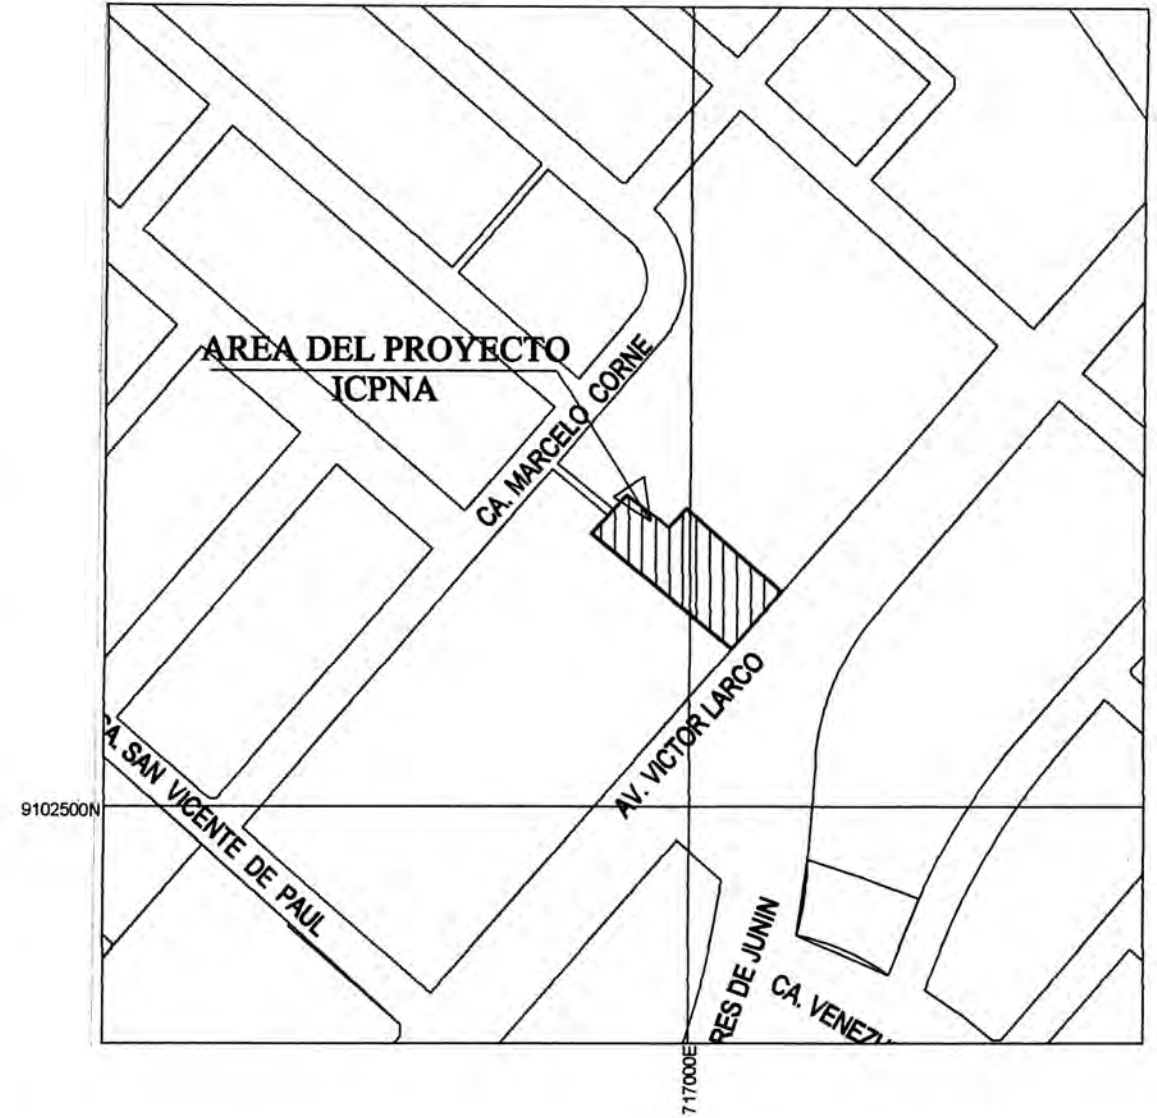 AREA DEL PROYECTO
ICPNA
CA. MARCELO CORNE
AV. VICTOR LARCO
CA. SAN VICENTE DE PAUL
9102500N
RES DE JUNIN
CA. VENEZU
717000E